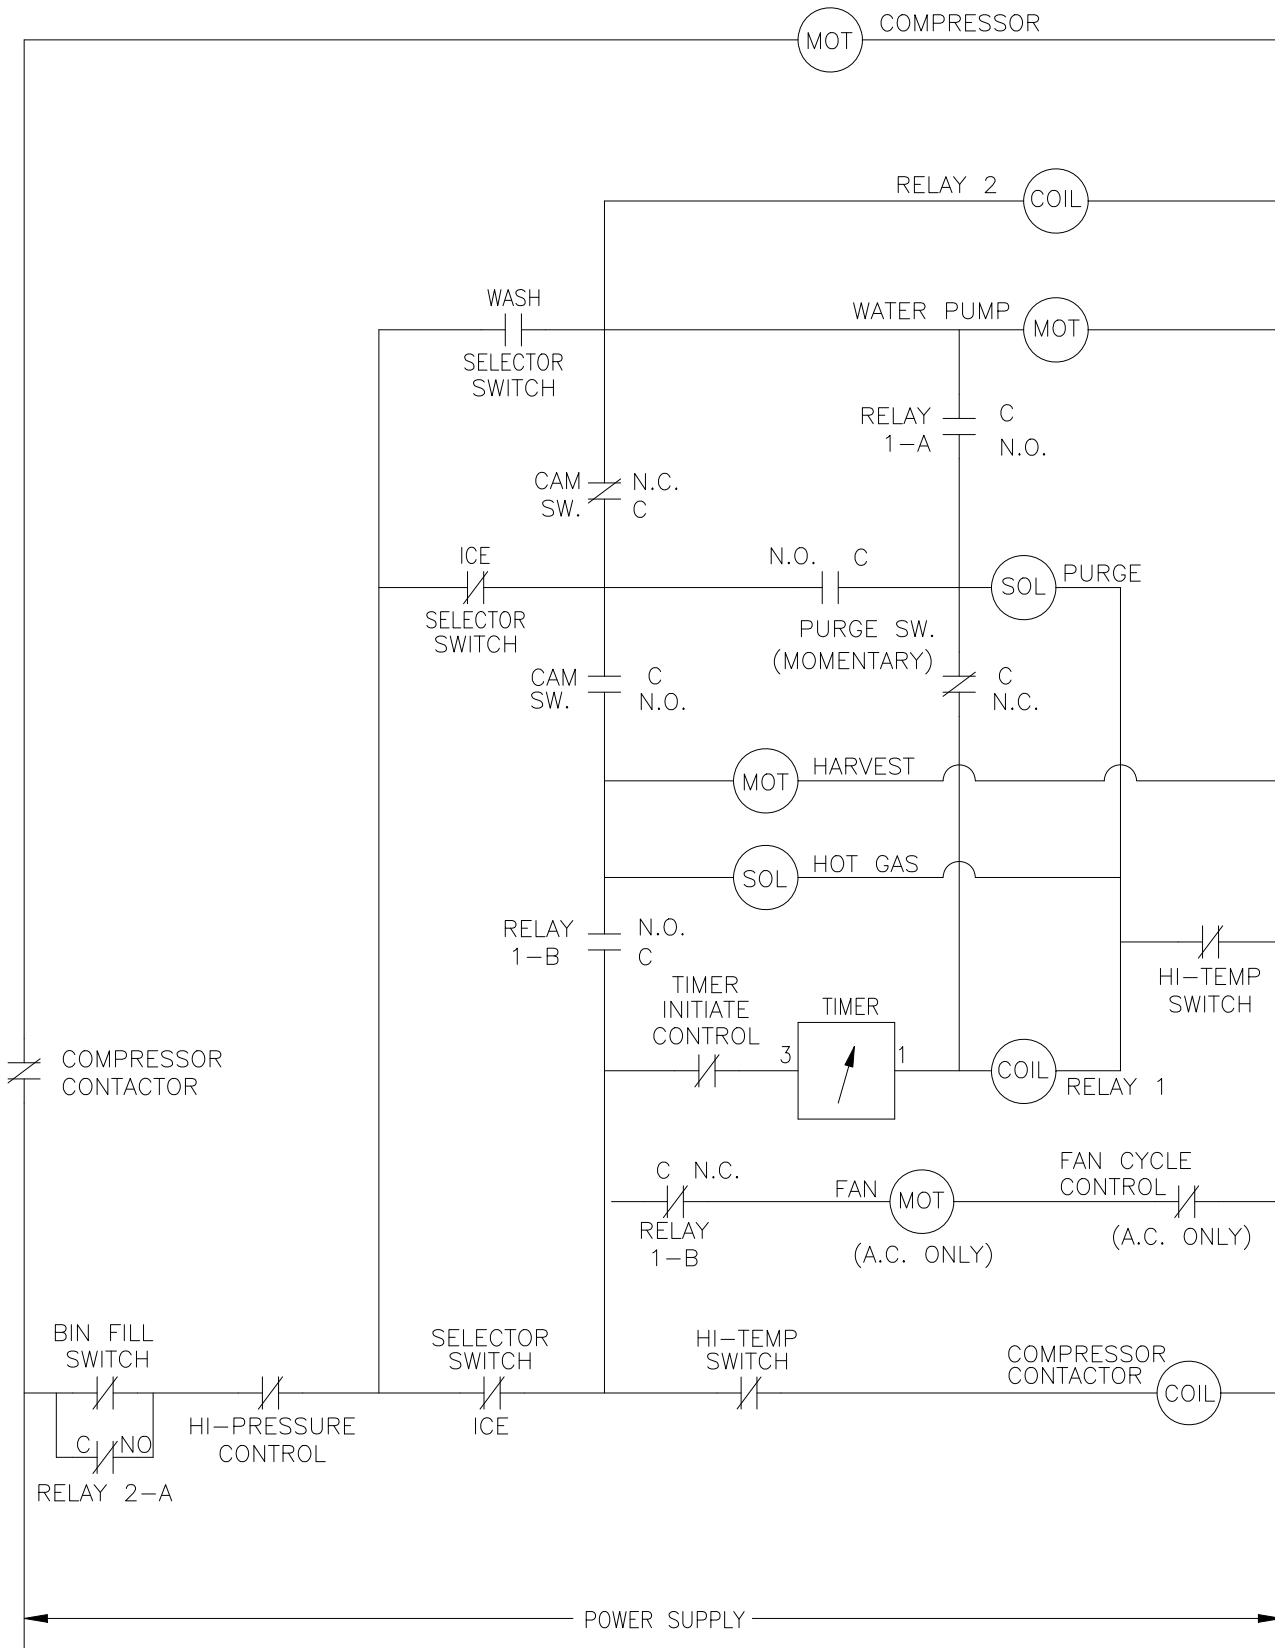 MOT COMPRESSOR
RELAY 2 COIL
WASH
SELECTOR
SWITCH
WATER PUMP MOT
RELAY
1-A
C
N.O.
CAM
SW.
N.C.
C
ICE
SELECTOR
SWITCH
N.O. C
PURGE SW.
(MOMENTARY)
SOL PURGE
CAM
SW.
C
N.O.
C
N.C.
MOT HARVEST
SOL HOT GAS
RELAY
1-B
N.O.
C
HI-TEMP
SWITCH
TIMER
INITIATE
CONTROL
TIMER
3
1
COIL
RELAY 1
COMPRESSOR
CONTACTOR
C N.C.
RELAY
1-B
FAN MOT
(A.C. ONLY)
FAN CYCLE
CONTROL
(A.C. ONLY)
BIN FILL
SWITCH
C NO
RELAY 2-A
HI-PRESSURE
CONTROL
SELECTOR
SWITCH
ICE
HI-TEMP
SWITCH
COMPRESSOR
CONTACTOR
COIL
POWER SUPPLY